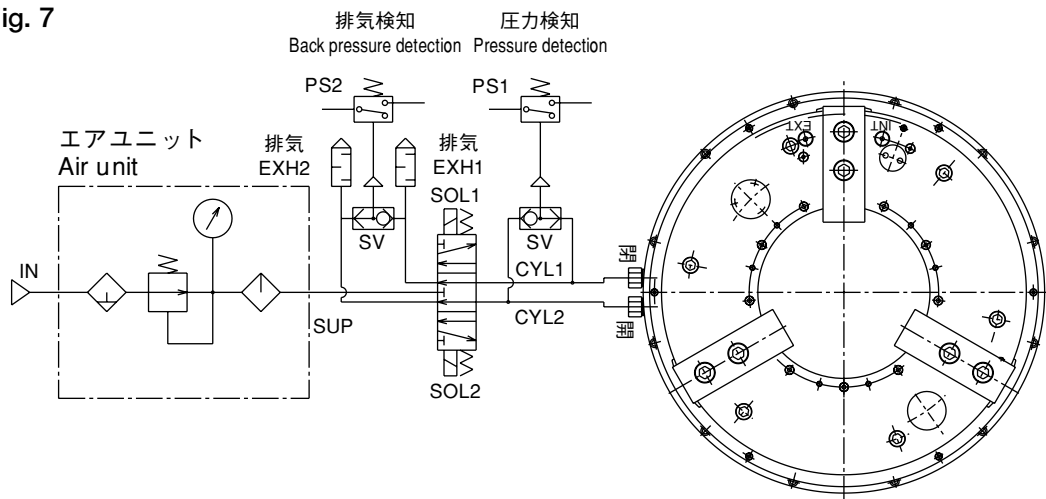 ig. 7
排気検知
Back pressure detection
圧力検知
Pressure detection
PS2
PS1
エアユニット
Air unit
排気
EXH2
排気
EXH1
SOL1
SV
SV
IN
CYL1
CYL2
SUP
SOL2
閉
開
EXT
INT